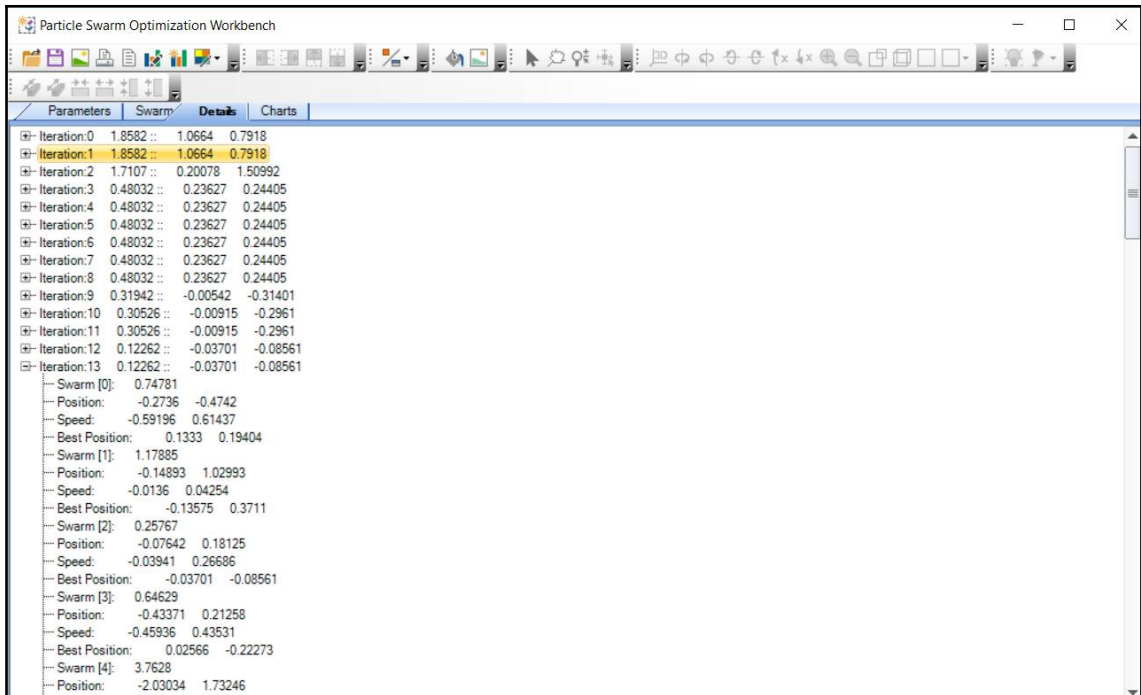 Particle Swarm Optimization Workbench
Parameters Swarm Details Charts
Iteration:0 1.8582 :: 1.0664 0.7918
Iteration:1 1.8582 :: 1.0664 0.7918
Iteration:2 1.7107 :: 0.20078 1.50992
Iteration:3 0.48032 :: 0.23627 0.24405
Iteration:4 0.48032 :: 0.23627 0.24405
Iteration:5 0.48032 :: 0.23627 0.24405
Iteration:6 0.48032 :: 0.23627 0.24405
Iteration:7 0.48032 :: 0.23627 0.24405
Iteration:8 0.48032 :: 0.23627 0.24405
Iteration:9 0.31942 :: -0.00542 -0.31401
Iteration:10 0.30526 :: -0.00915 -0.2961
Iteration:11 0.30526 :: -0.00915 -0.2961
Iteration:12 0.12262 :: -0.03701 -0.08561
Iteration:13 0.12262 :: -0.03701 -0.08561
Swarm [0]: 0.74781
Position: -0.2736 -0.4742
Speed: -0.59196 0.61437
Best Position: 0.1333 0.19404
Swarm [1]: 1.17885
Position: -0.14893 1.02993
Speed: -0.0136 0.04254
Best Position: -0.13575 0.3711
Swarm [2]: 0.25767
Position: -0.07642 0.18125
Speed: -0.03941 0.26686
Best Position: -0.03701 -0.08561
Swarm [3]: 0.64629
Position: -0.43371 0.21258
Speed: -0.45936 0.43531
Best Position: 0.02566 -0.22273
Swarm [4]: 3.7628
Position: -2.03034 1.73246